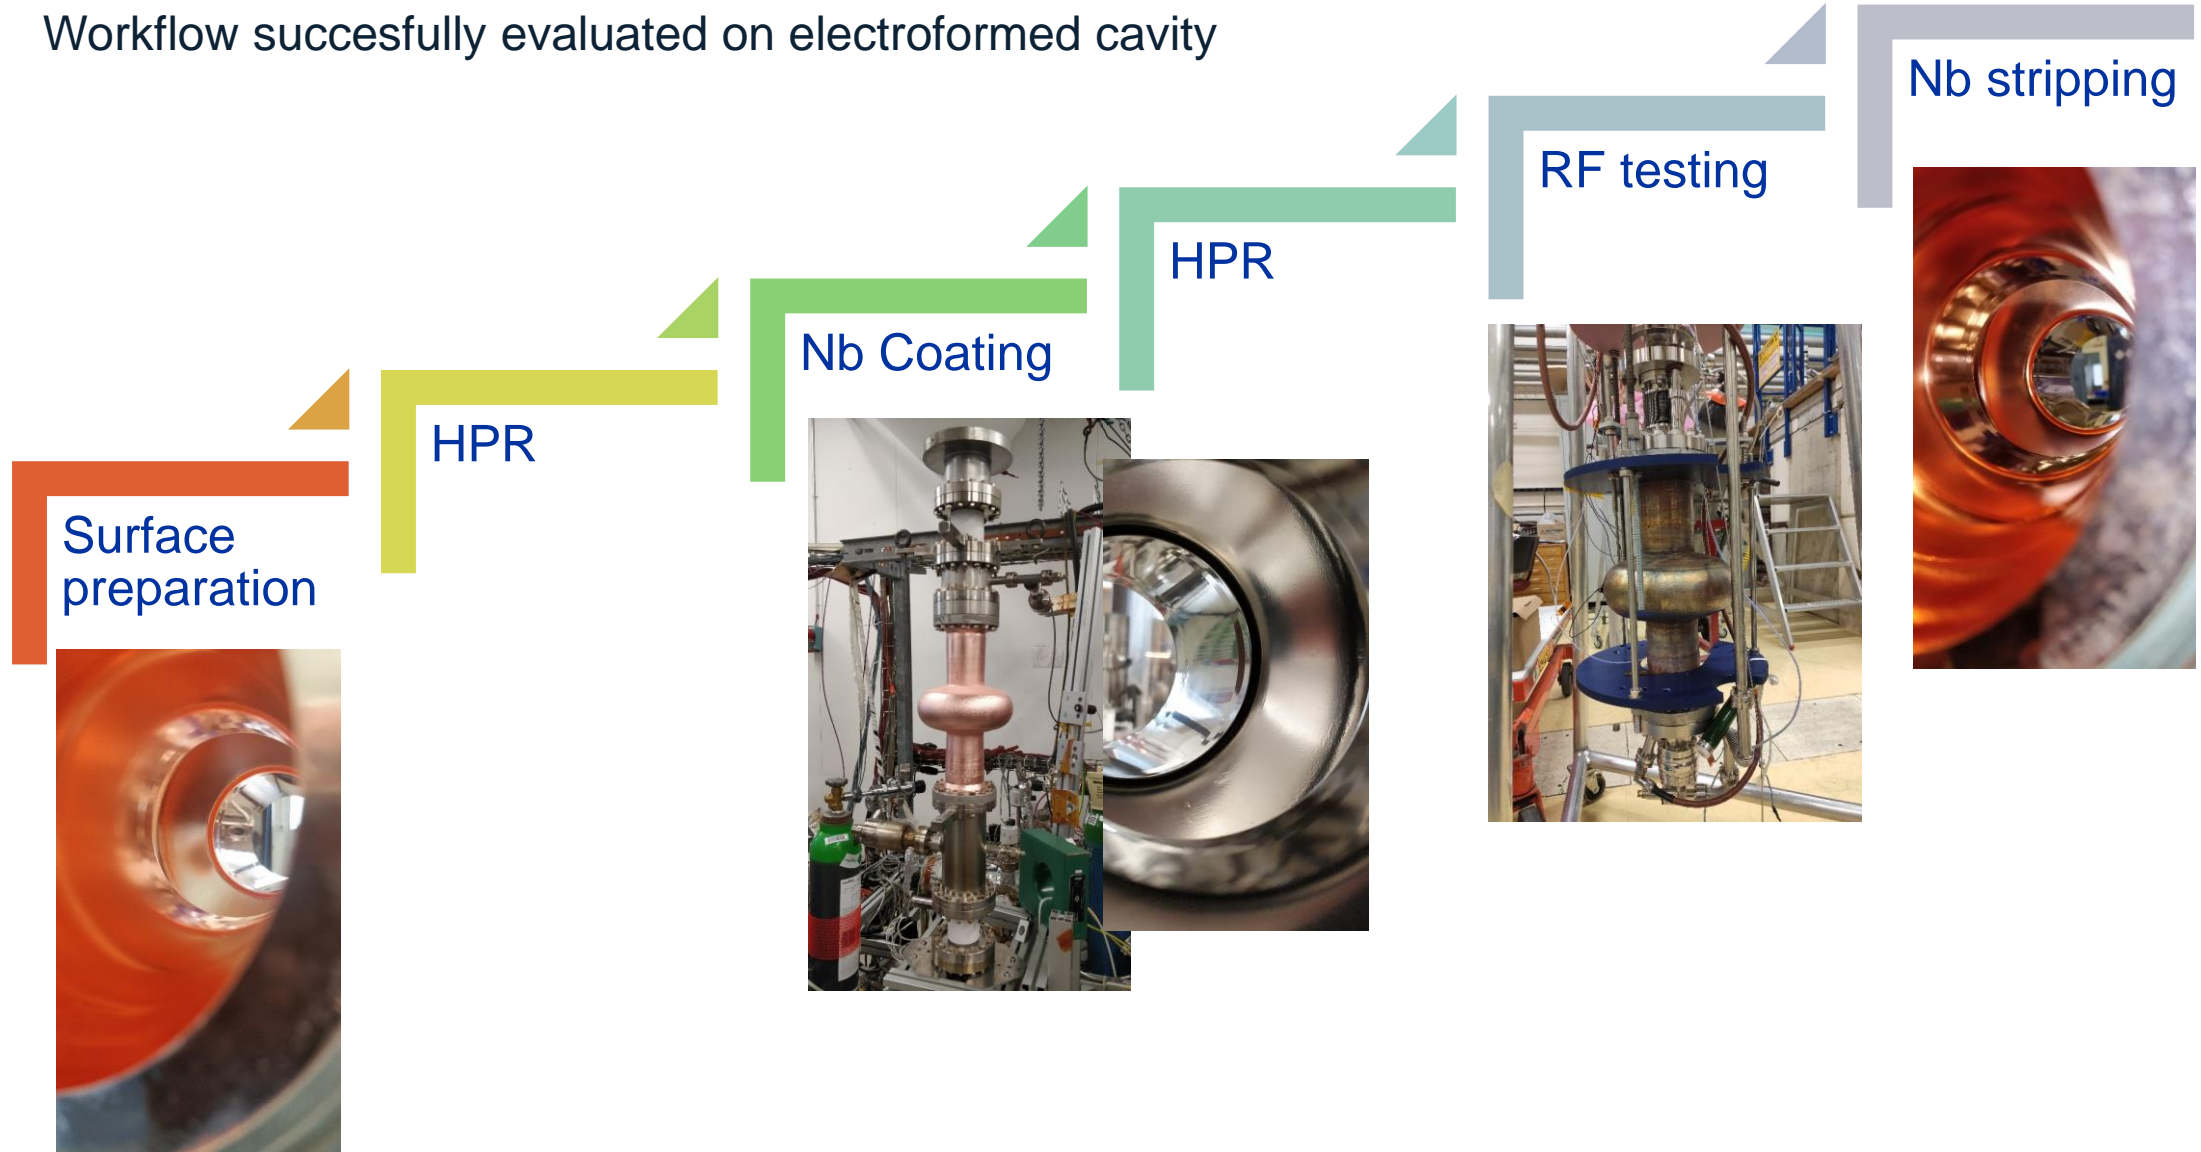 Workflow succesfully evaluated on electroformed cavity
Surface
preparation
HPR
Nb Coating
HPR
RF testing
Nb stripping